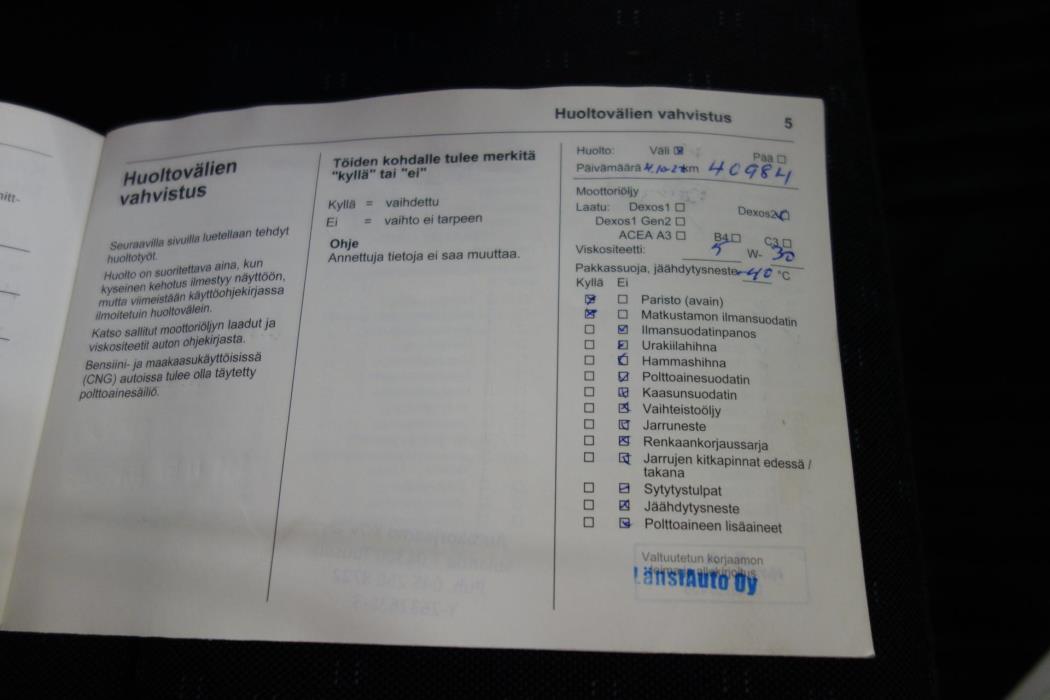 Huoltovälien vahvistus 5
Huoltovälien
vahvistus
Seuraavilla sivuilla luetellaan tehdyt
huoltotyöt.
Huolto on suoritettava aina, kun
kyseinen kehotus ilmestyy näyttöön,
mutta viimeistään käyttöohjekirjassa
ilmoitetuin huoltovälein.
Katso sallitut moottoriöljyn laadut ja
viskositeetit auton ohjekirjasta.
Bensiini- ja maakaasukäyttöisissä
(CNG) autoissa tulee olla täytetty
polttoainesäiliö.
Töiden kohdalle tulee merkitä
"kyllä" tai "ei"
Kyllä = vaihdettu
Ei = vaihto ei tarpeen
Ohje
Annettuja tietoja ei saa muuttaa.
Huolto: Väli ☒ Pää ☐
Päivämäärä km 40984
Moottoriöljy
Laatu: Dexos1 ☐ Dexos2
Dexos1 Gen2 ☐
ACEA A3 ☐ B4 ☐ C3 ☐
Viskositeetti: 5 W- 30
Pakkassuoja, jäähdytysneste -40 °C
Kyllä Ei
☒ ☐ Paristo (avain)
☒ ☐ Matkustamon ilmansuodatin
☐ ☒ Ilmansuodatinpanos
☐ ☒ Urakiilahihna
☐ ☒ Hammashihna
☐ ☒ Polttoainesuodatin
☐ ☒ Kaasunsuodatin
☐ ☒ Vaihteistoöljy
☐ ☒ Jarruneste
☐ ☒ Renkaankorjaussarja
☐ ☒ Jarrujen kitkapinnat edessä /
takana
☐ ☒ Sytytystulpat
☐ ☒ Jäähdytysneste
☐ ☒ Polttoaineen lisäaineet
Valtuutetun korjaamon
LänsiAuto Oy